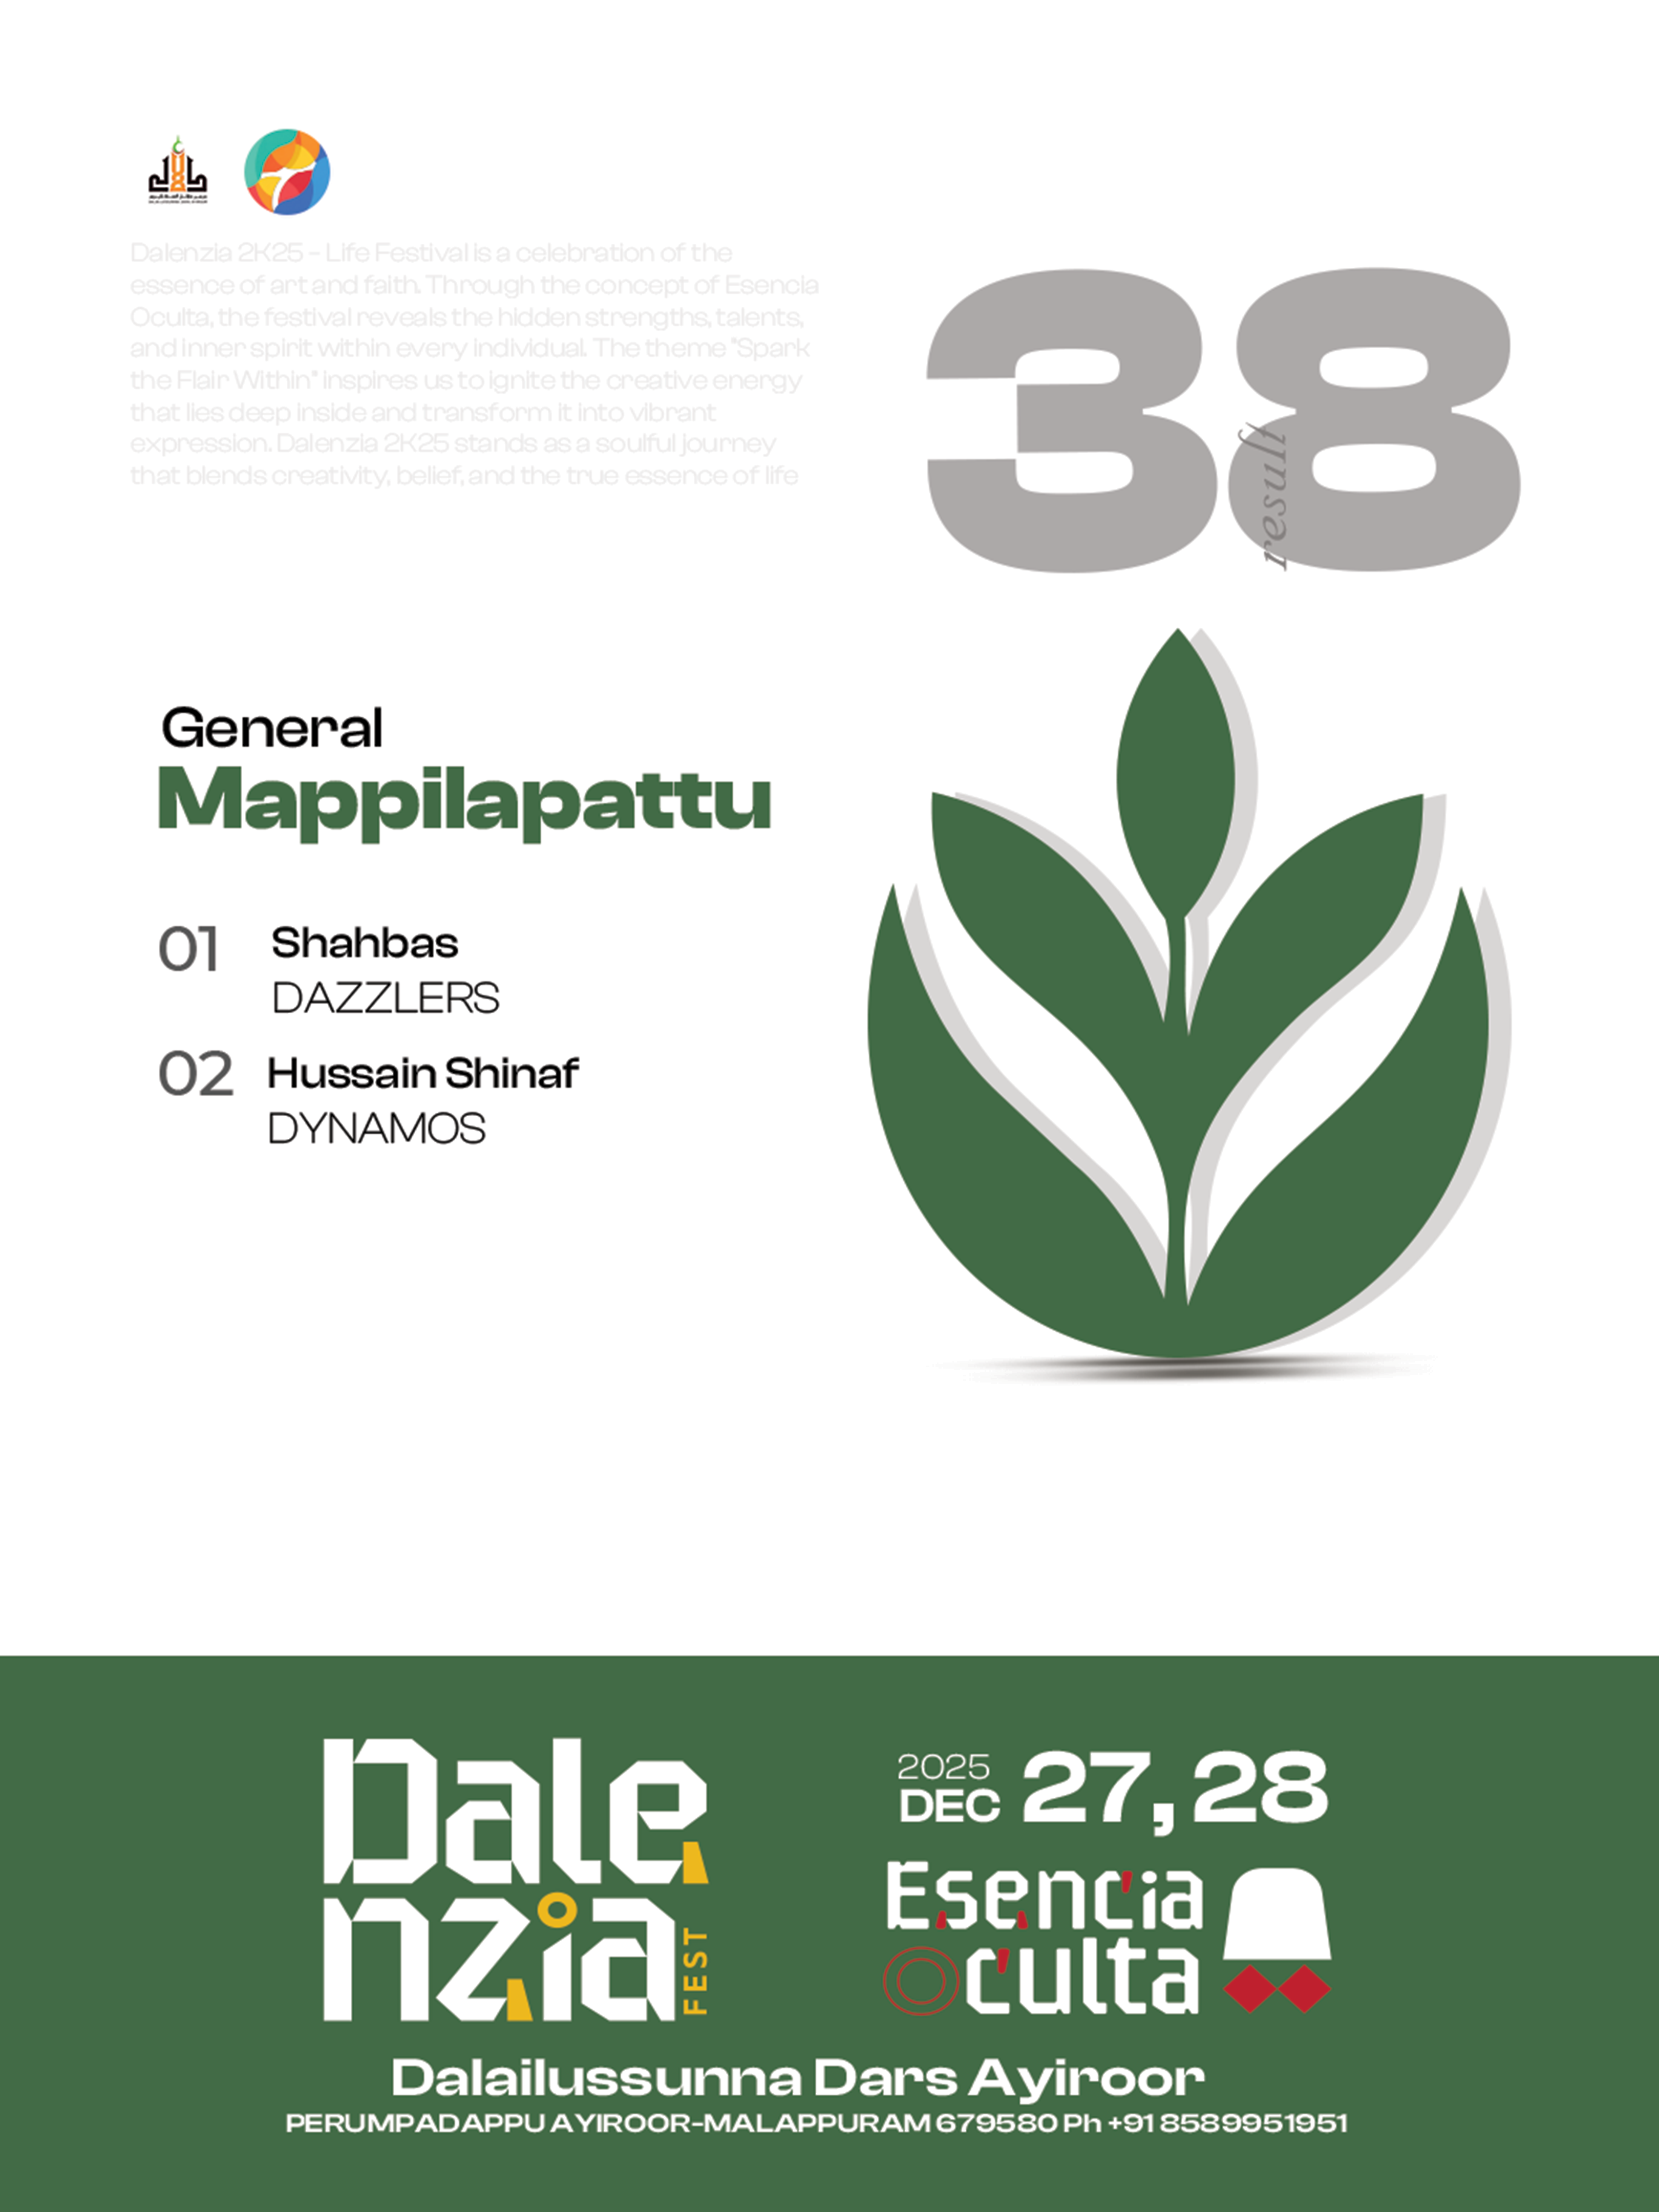 Dalenzia 2K25 - Life Festival is a celebration of the
essence of art and faith. Through the concept of Esencia
Oculta, the festival reveals the hidden strengths, talents,
and inner spirit within every individual. The theme "Spark
the Flair Within" inspires us to ignite the creative energy
that lies deep inside and transform it into vibrant
expression. Dalenzia 2K25 stands as a soulful journey
that blends creativity, belief, and the true essence of life
38
result
General
Mappilapattu
01 Shahbas
DAZZLERS
02 Hussain Shinaf
DYNAMOS
Dale
nzia FEST
2025
DEC 27, 28
Esencia
Oculta
Dalailussunna Dars Ayiroor
PERUMPADAPPU AYIROOR-MALAPPURAM 679580 Ph +91 8589951951